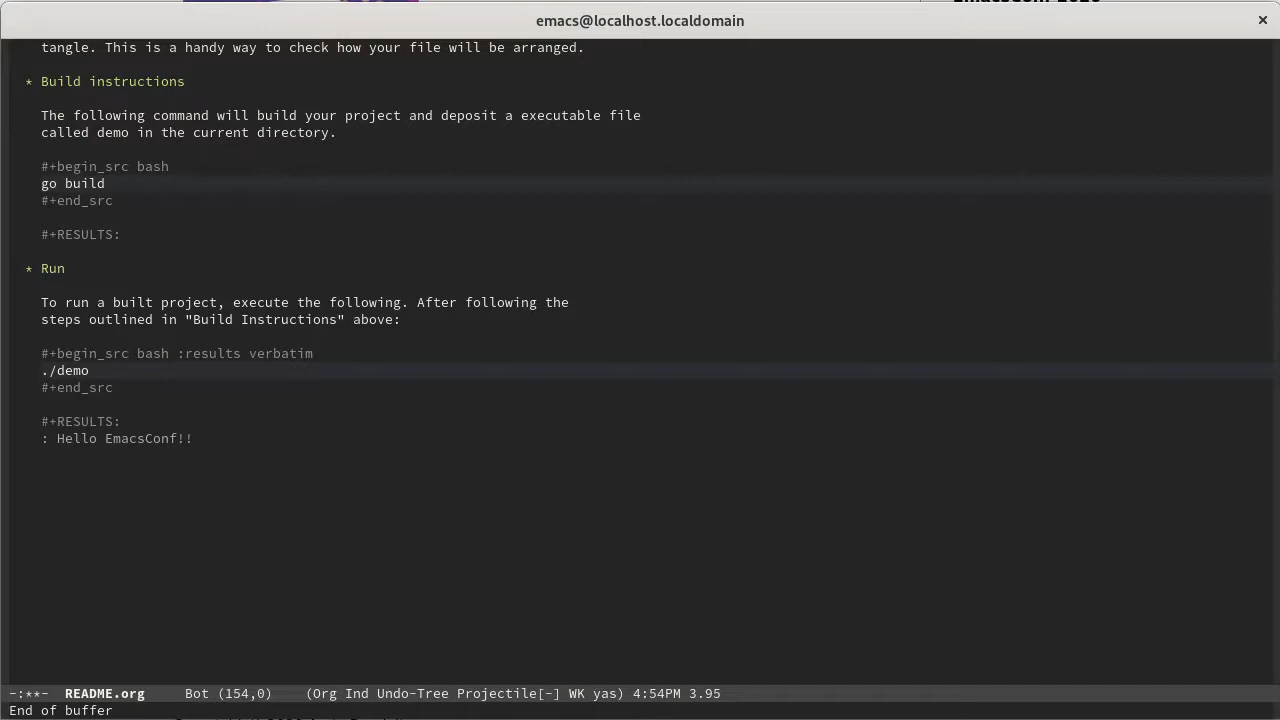 emacs@localhost.localdomain
tangle. This is a handy way to check how your file will be arranged.
* Build instructions
The following command will build your project and deposit a executable file
called demo in the current directory.
#+begin_src bash
go build
#+end_src
#+RESULTS:
* Run
To run a built project, execute the following. After following the
steps outlined in "Build Instructions" above:
#+begin_src bash :results verbatim
./demo
#+end_src
#+RESULTS:
: Hello EmacsConf!!
-:**-  README.org     Bot (154,0)    (Org Ind Undo-Tree Projectile[-] WK yas) 4:54PM 3.95
End of buffer